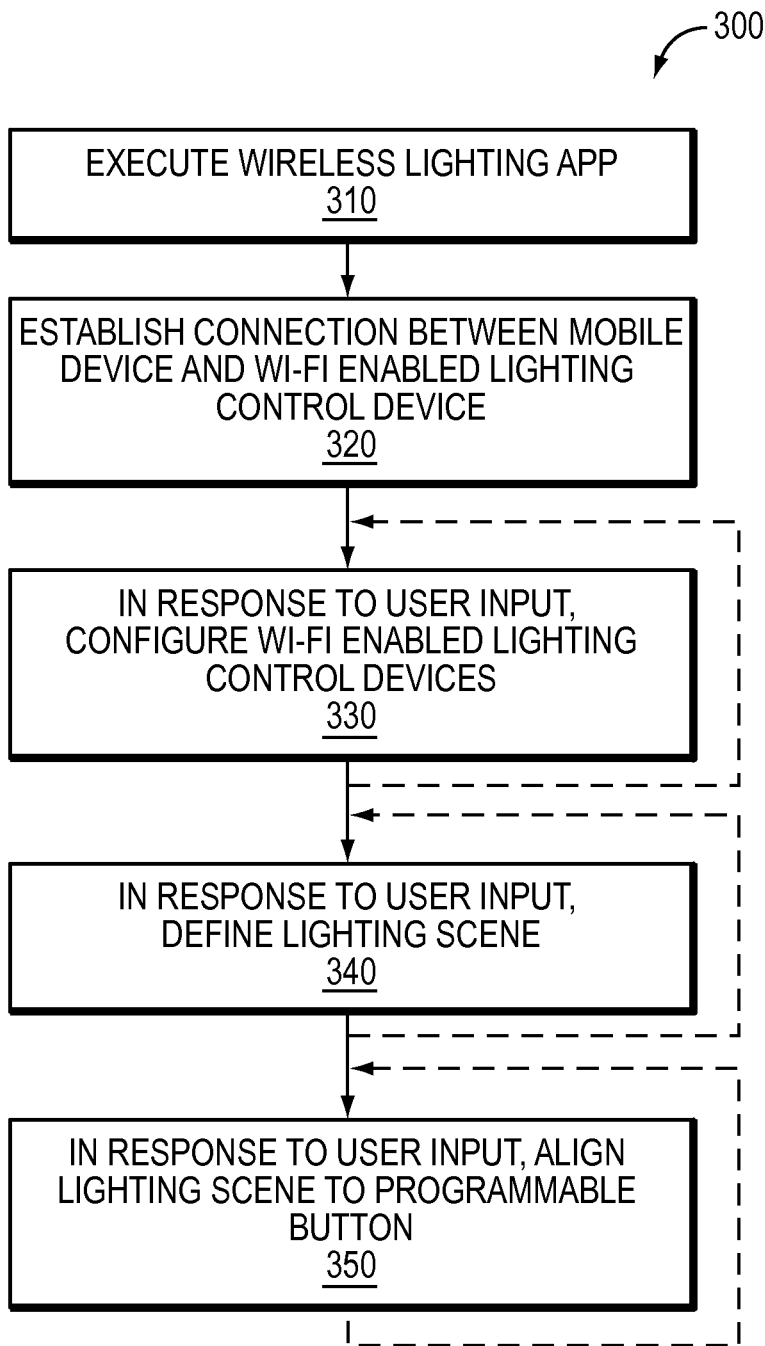 300
EXECUTE WIRELESS LIGHTING APP
310
ESTABLISH CONNECTION BETWEEN MOBILE
DEVICE AND WI-FI ENABLED LIGHTING
CONTROL DEVICE
320
IN RESPONSE TO USER INPUT,
CONFIGURE WI-FI ENABLED LIGHTING
CONTROL DEVICES
330
IN RESPONSE TO USER INPUT,
DEFINE LIGHTING SCENE
340
IN RESPONSE TO USER INPUT, ALIGN
LIGHTING SCENE TO PROGRAMMABLE
BUTTON
350